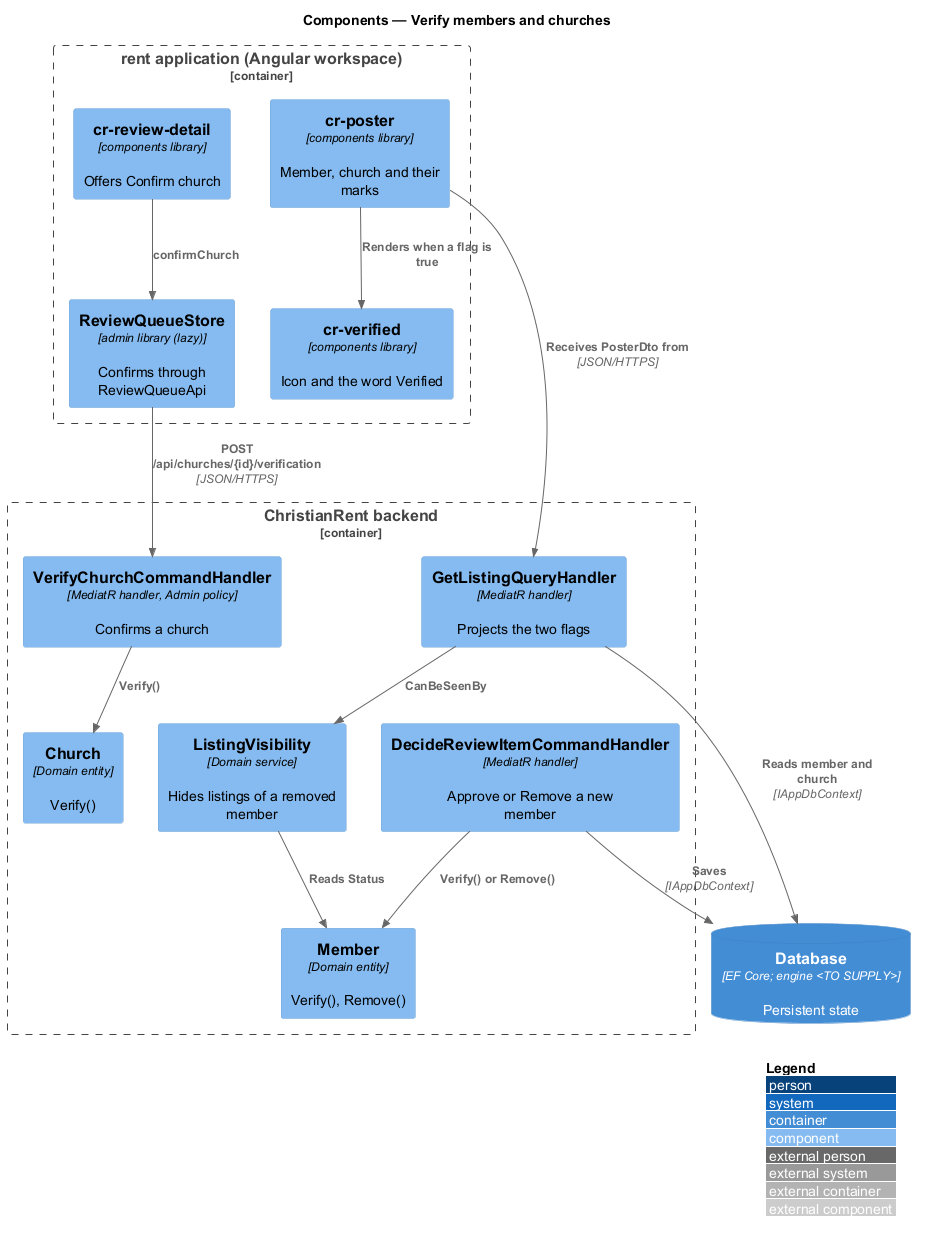 Components — Verify members and churches
rent application (Angular workspace)
[container]
cr-review-detail
[components library]
Offers Confirm church
cr-poster
[components library]
Member, church and their
marks
confirmChurch
Renders when a flag is
true
ReviewQueueStore
[admin library (lazy)]
Confirms through
ReviewQueueApi
cr-verified
[components library]
Icon and the word Verified
Receives PosterDto from
[JSON/HTTPS]
POST
/api/churches/{id}/verification
[JSON/HTTPS]
ChristianRent backend
[container]
VerifyChurchCommandHandler
[MediatR handler, Admin policy]
Confirms a church
GetListingQueryHandler
[MediatR handler]
Projects the two flags
Verify()
CanBeSeenBy
Church
[Domain entity]
Verify()
ListingVisibility
[Domain service]
Hides listings of a removed
member
DecideReviewItemCommandHandler
[MediatR handler]
Approve or Remove a new
member
Reads member and
church
[IAppDbContext]
Reads Status
Verify() or Remove()
Saves
[IAppDbContext]
Member
[Domain entity]
Verify(), Remove()
Database
[EF Core; engine <TO SUPPLY>]
Persistent state
Legend
person
system
container
component
external person
external system
external container
external component